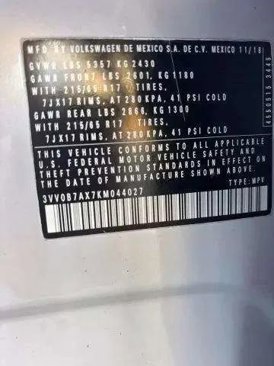 MFD. BY VOLKSWAGEN DE MEXICO S.A. DE C.V. MEXICO 11/18
GVWR LBS 5357 KG 2430
GAWR FRONT LBS 2601, KG 1180
WITH 215/65 R17 TIRES,
7JX17 RIMS, AT 280KPA, 41 PSI COLD
GAWR REAR LBS 2866, KG 1300
WITH 215/65 R17 TIRES,
7JX17 RIMS, AT 280KPA, 41 PSI COLD
THIS VEHICLE CONFORMS TO ALL APPLICABLE
U.S. FEDERAL MOTOR VEHICLE SAFETY AND
THEFT PREVENTION STANDARDS IN EFFECT ON
THE DATE OF MANUFACTURE SHOWN ABOVE.
TYPE: MPV
3VV0B7AX7KM044027